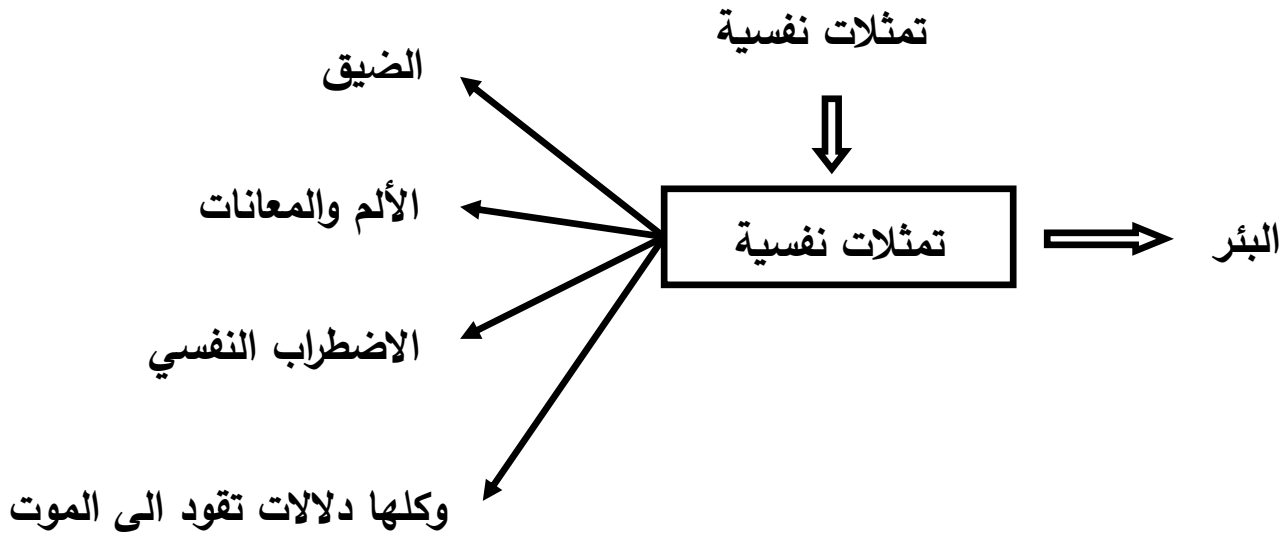 تمثلات نفسية
الضيق
الألم والمعانات
تمثلات نفسية
البئر
الاضطراب النفسي
وكلها دلالات تقود الى الموت